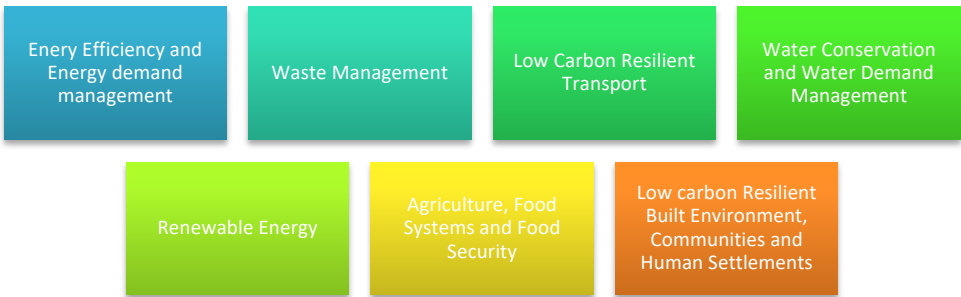 Enery Efficiency and
Energy demand
management
Waste Management
Low Carbon Resilient
Transport
Water Conservation
and Water Demand
Management
Renewable Energy
Agriculture, Food
Systems and Food
Security
Low carbon Resilient
Built Environment,
Communities and
Human Settlements